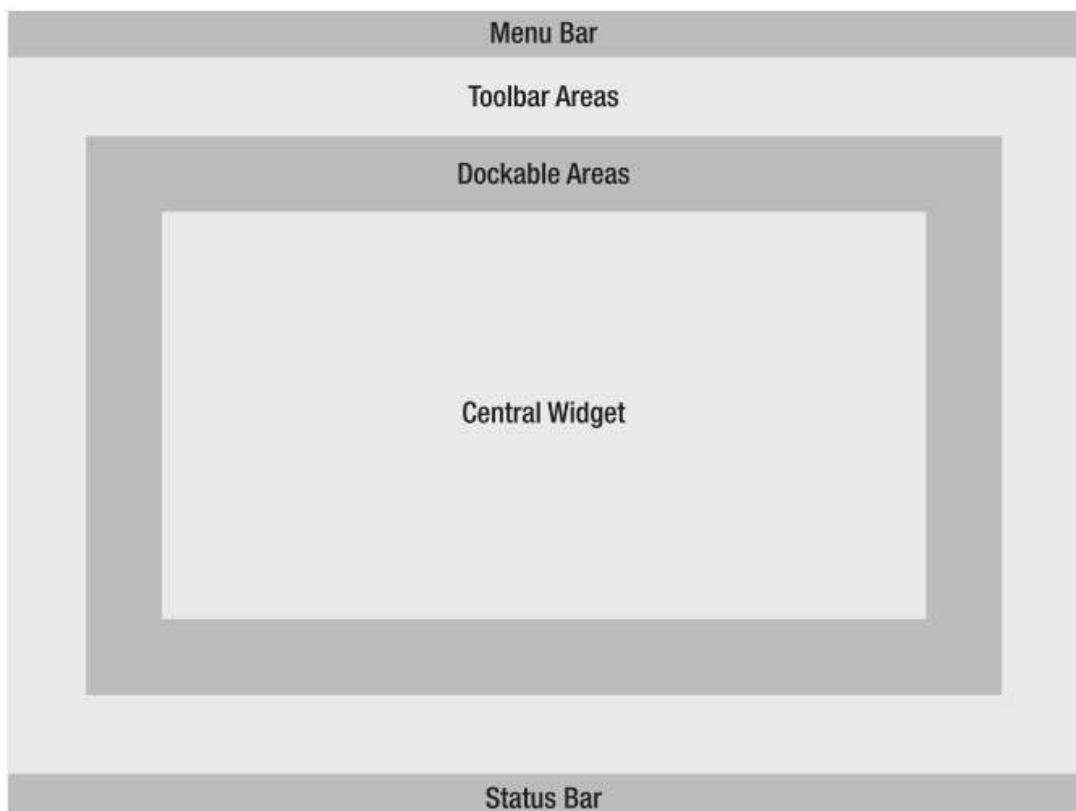 Menu Bar
Toolbar Areas
Dockable Areas
Central Widget
Status Bar